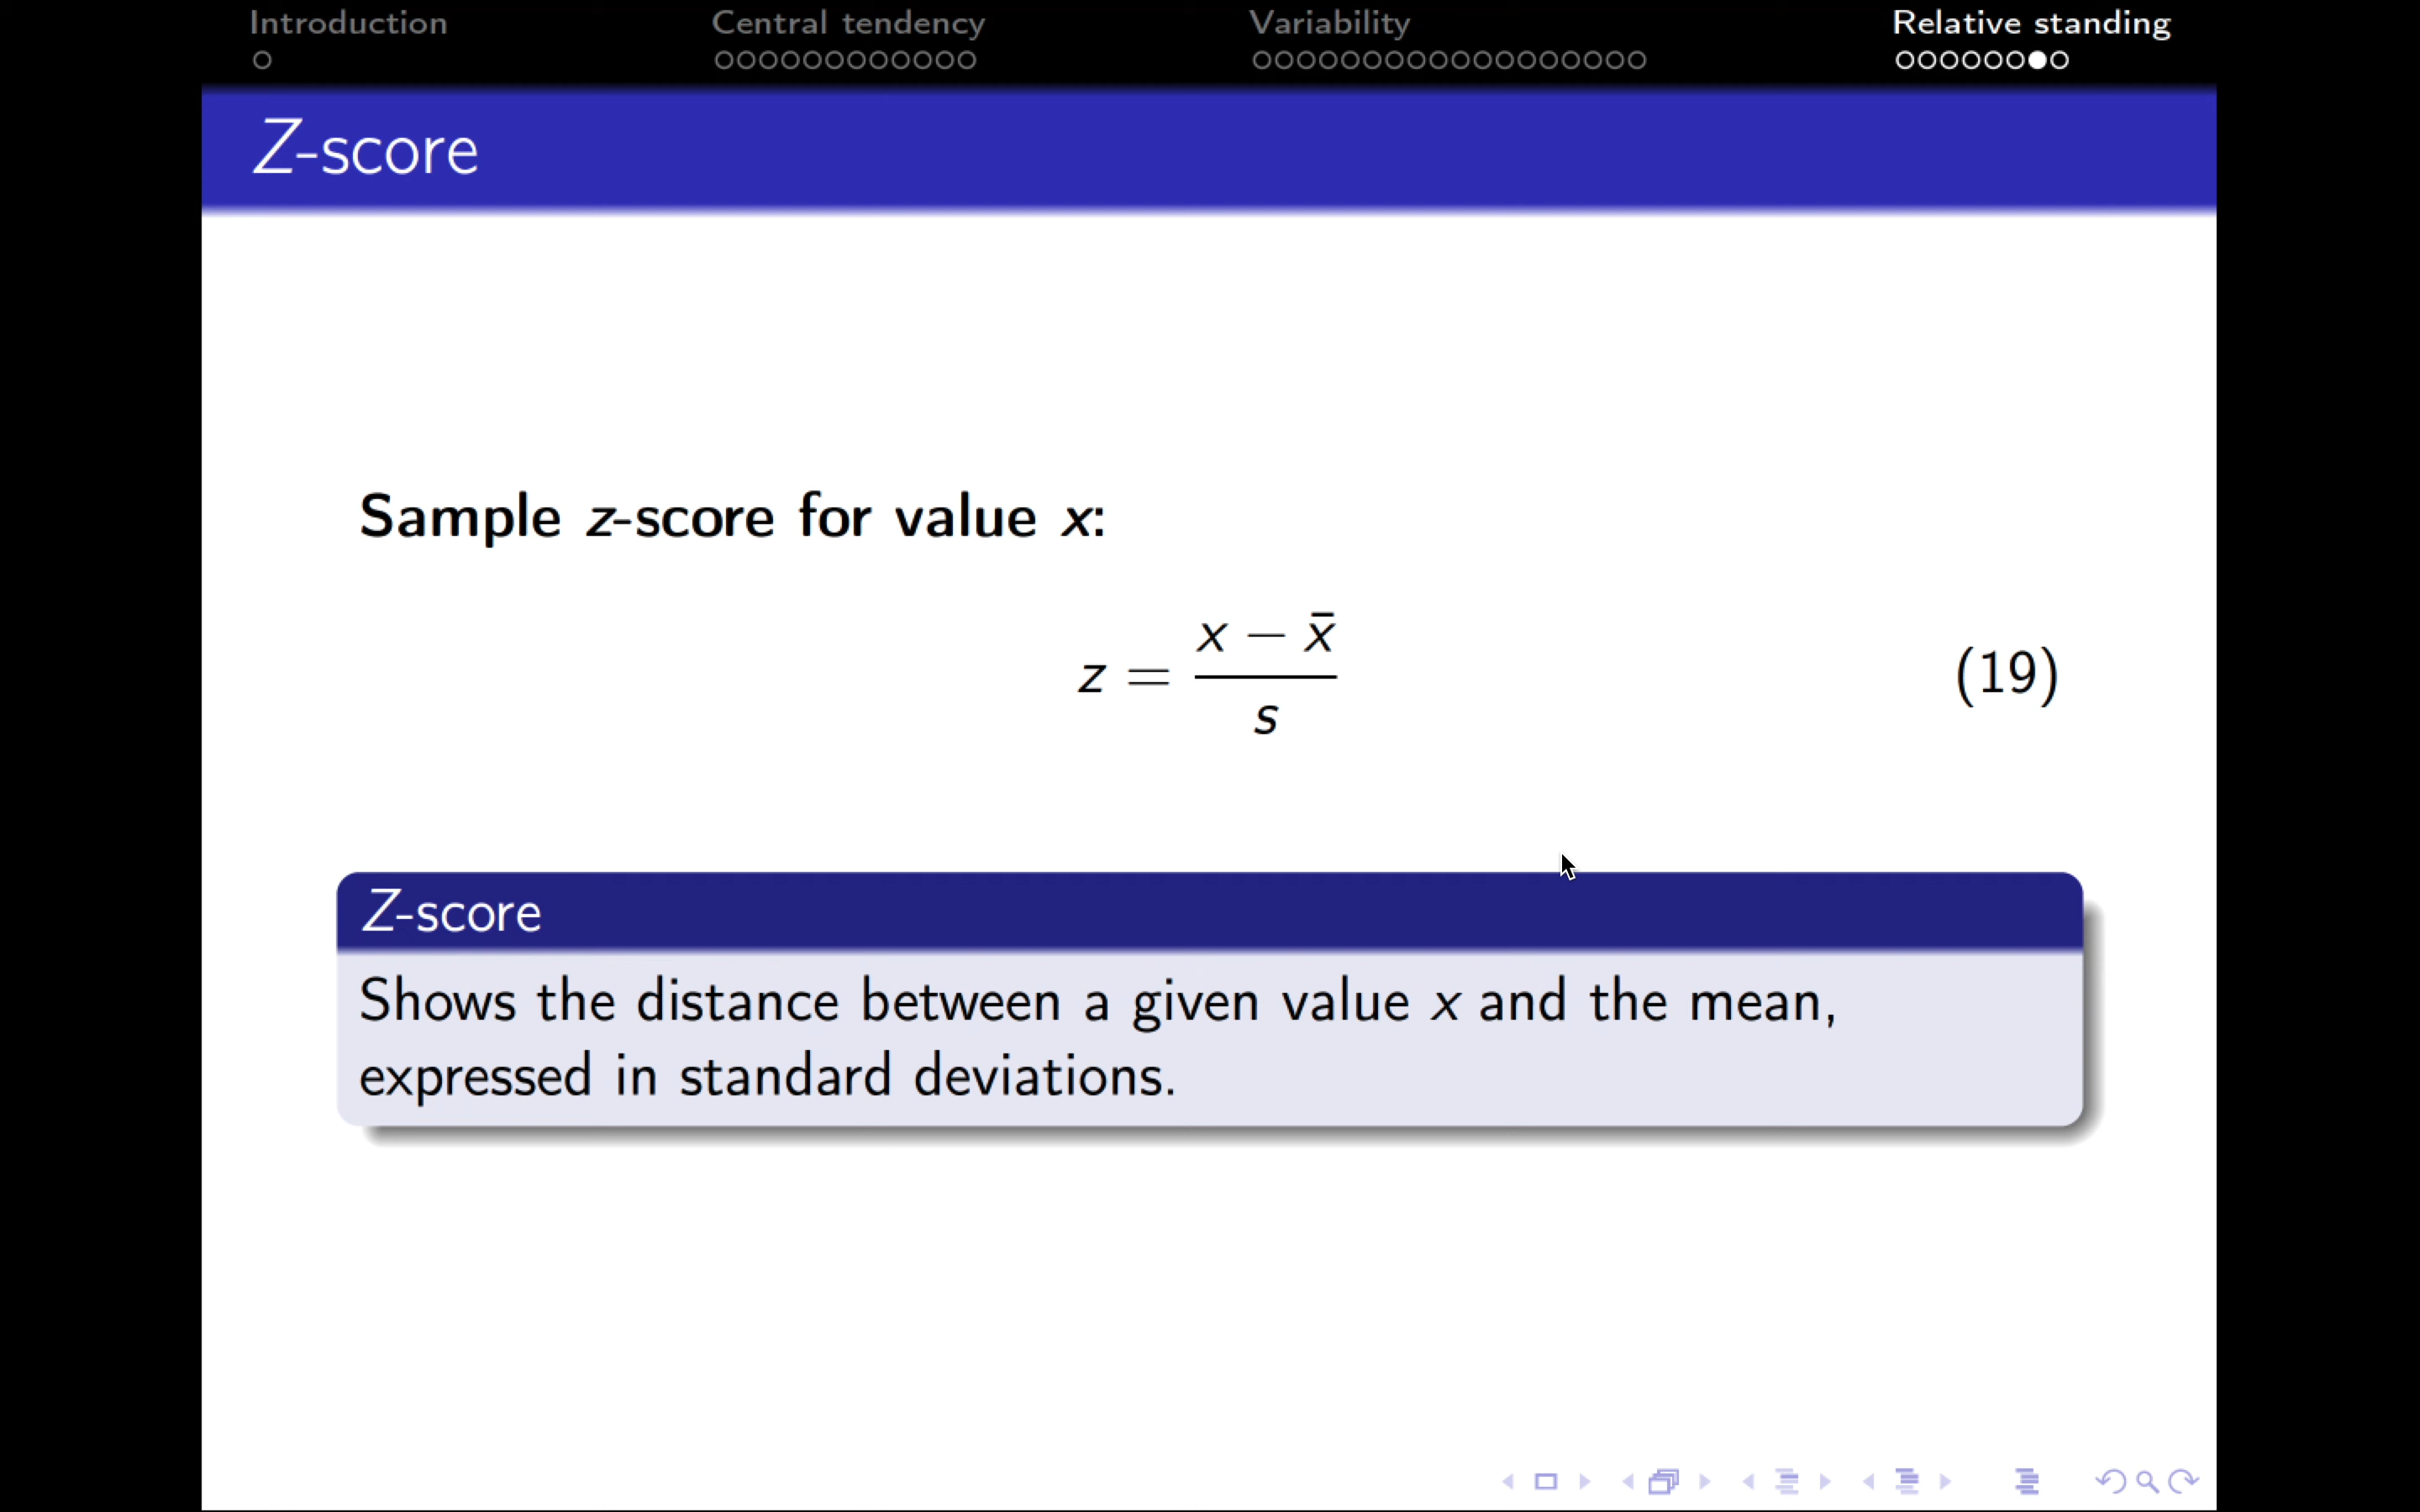 Introduction Central tendency Variability Relative standing
Z-score
Sample z-score for value x:
z = (x − x̄) / s (19)
Z-score
Shows the distance between a given value x and the mean,
expressed in standard deviations.